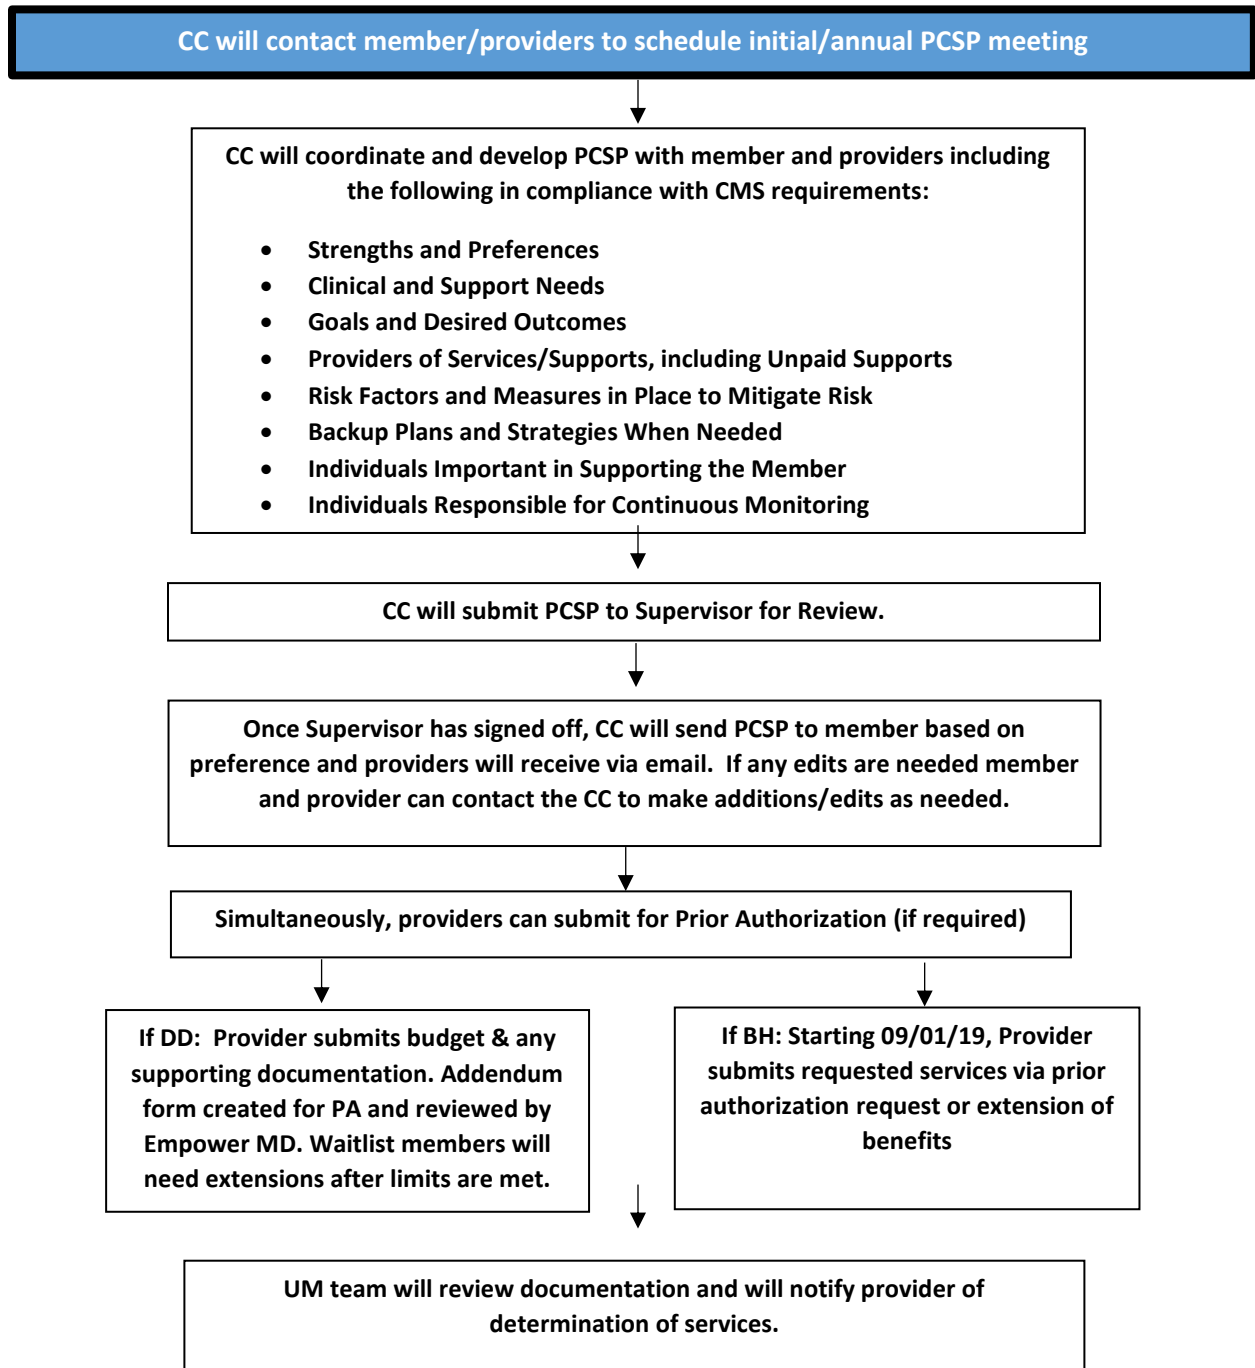 CC will contact member/providers to schedule initial/annual PCSP meeting
CC will coordinate and develop PCSP with member and providers including
the following in compliance with CMS requirements:
• Strengths and Preferences
• Clinical and Support Needs
• Goals and Desired Outcomes
• Providers of Services/Supports, including Unpaid Supports
• Risk Factors and Measures in Place to Mitigate Risk
• Backup Plans and Strategies When Needed
• Individuals Important in Supporting the Member
• Individuals Responsible for Continuous Monitoring
CC will submit PCSP to Supervisor for Review.
Once Supervisor has signed off, CC will send PCSP to member based on
preference and providers will receive via email.  If any edits are needed member
and provider can contact the CC to make additions/edits as needed.
Simultaneously, providers can submit for Prior Authorization (if required)
If DD:  Provider submits budget & any
supporting documentation. Addendum
form created for PA and reviewed by
Empower MD. Waitlist members will
need extensions after limits are met.
If BH: Starting 09/01/19, Provider
submits requested services via prior
authorization request or extension of
benefits
UM team will review documentation and will notify provider of
determination of services.